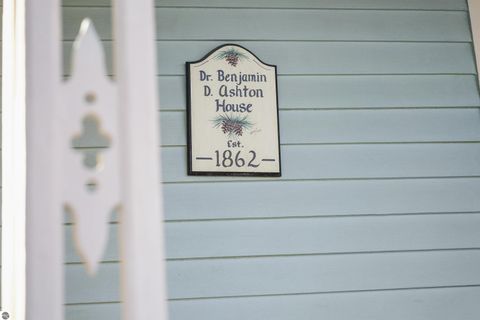 Dr. Benjamin
D. Ashton
House
Est.
—1862—